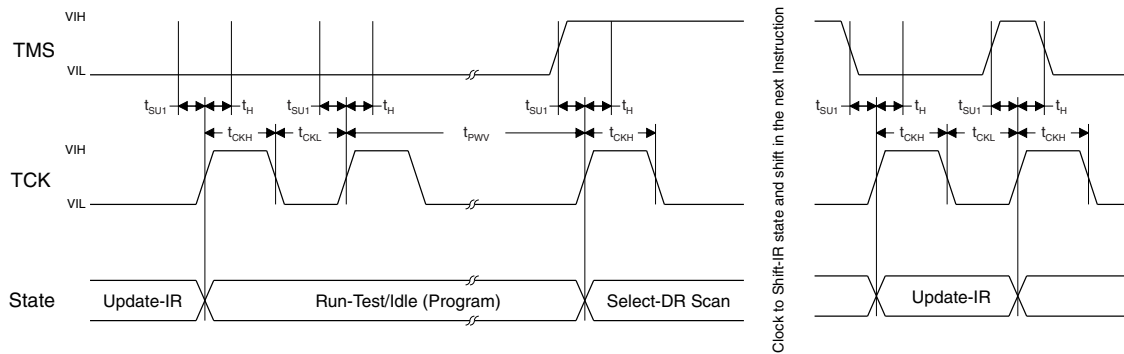 VIH
TMS
VIL
tSU1 tH tSU1 tH tSU1 tH tSU1 tH tSU1 tH
tCKH tCKL tPWV tCKH tCKH tCKL tCKH
VIH
TCK
VIL
State Update-IR Run-Test/Idle (Program) Select-DR Scan Update-IR
Clock to Shift-IR state and shift in the next Instruction